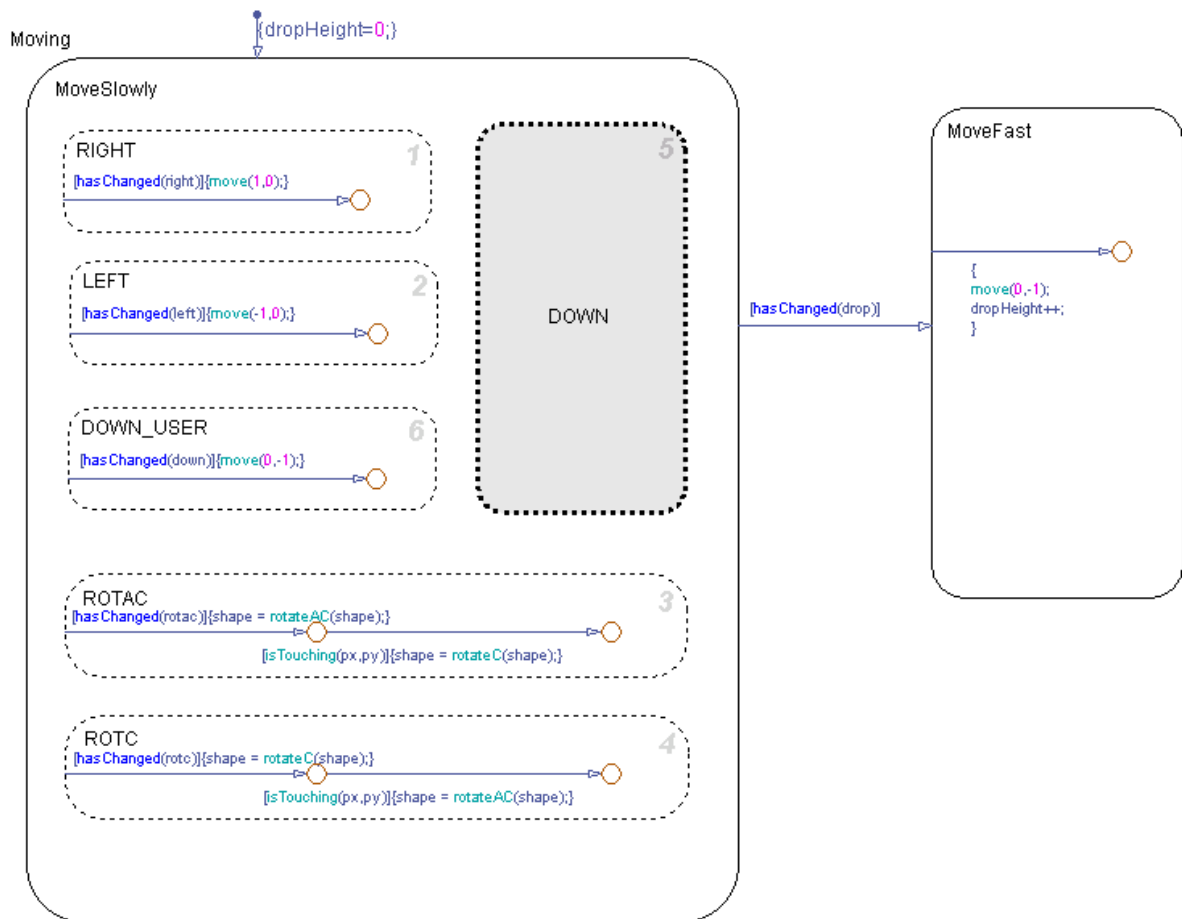 {dropHeight=0;}
Moving
MoveSlowly
RIGHT
1
[hasChanged(right)]{move(1,0);}
LEFT
2
[hasChanged(left)]{move(-1,0);}
DOWN_USER
6
[hasChanged(down)]{move(0,-1);}
5
DOWN
ROTAC
3
[hasChanged(rotac)]{shape = rotateAC(shape);}
[isTouching(px,py)]{shape = rotateC(shape);}
ROTC
4
[hasChanged(rotc)]{shape = rotateC(shape);}
[isTouching(px,py)]{shape = rotateAC(shape);}
[hasChanged(drop)]
MoveFast
{
move(0,-1);
dropHeight++;
}